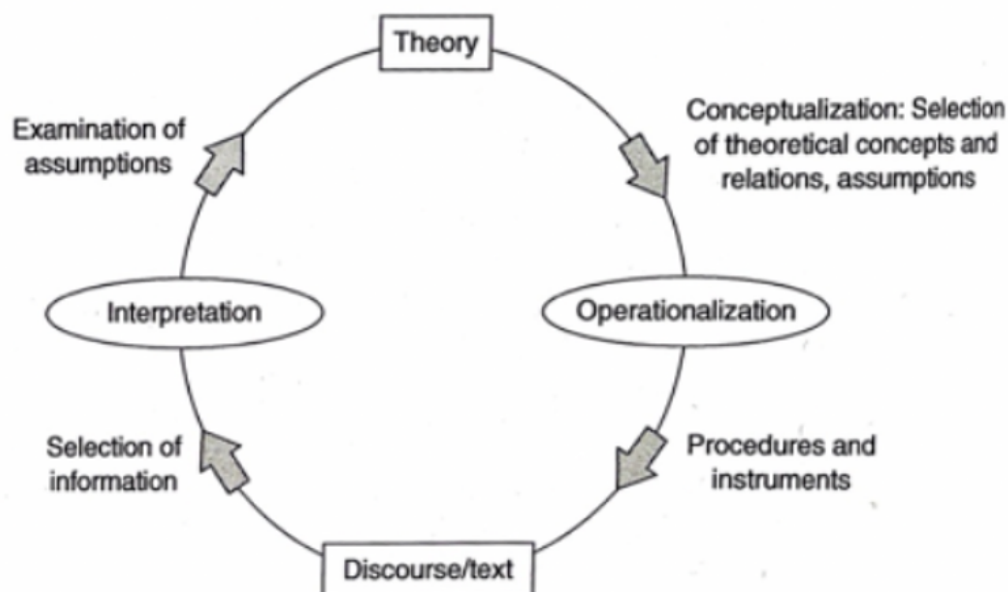 Theory
Conceptualization: Selection
of theoretical concepts and
relations, assumptions
Operationalization
Procedures and
instruments
Discourse/text
Selection of
information
Interpretation
Examination of
assumptions